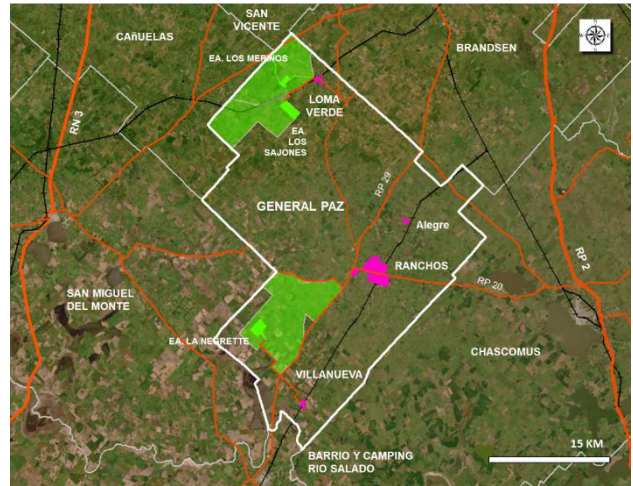 SAN
VICENTE
CAñUELAS
BRANDSEN
EA. LOS MERINOS
RN 3
LOMA
VERDE
EA.
LOS
SAJONES
RP 29
GENERAL PAZ
Alegre
RP 2
RANCHOS
RP 20
SAN MIGUEL
DEL MONTE
EA. LA NEGRETTE
CHASCOMUS
VILLANUEVA
BARRIO Y CAMPING
RIO SALADO
15 KM